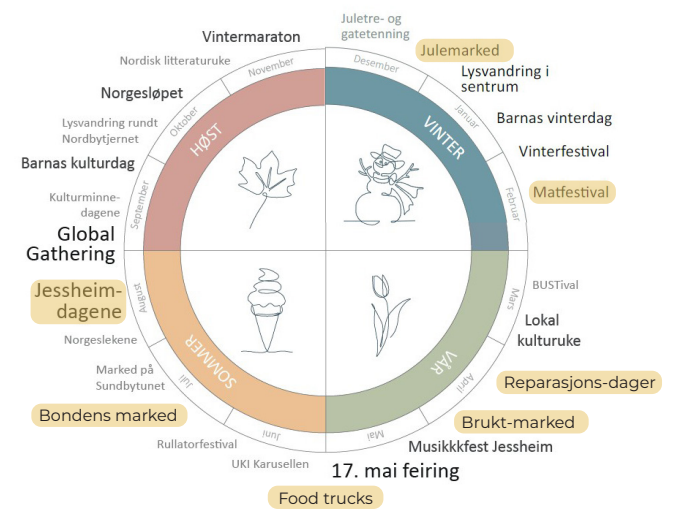 Juletre- og
gatetenning
Julemarked
Lysvandring i
sentrum
Barnas vinterdag
Vinterfestival
Matfestival
BUSTival
Lokal
kulturuke
Reparasjons-dager
Brukt-marked
Musikkkfest Jessheim
17. mai feiring
Food trucks
UKI Karusellen
Rullatorfestival
Bondens marked
Marked på
Sundbytunet
Norgeslekene
Jessheim-
dagene
Global
Gathering
Kulturminne-
dagene
Barnas kulturdag
Lysvandring rundt
Nordbytjernet
Norgesløpet
Nordisk litteraturuke
Vintermaraton
Desember
Januar
Februar
Mars
April
Mai
Juni
Juli
August
September
Oktober
November
VINTER
VÅR
SOMMER
HØST